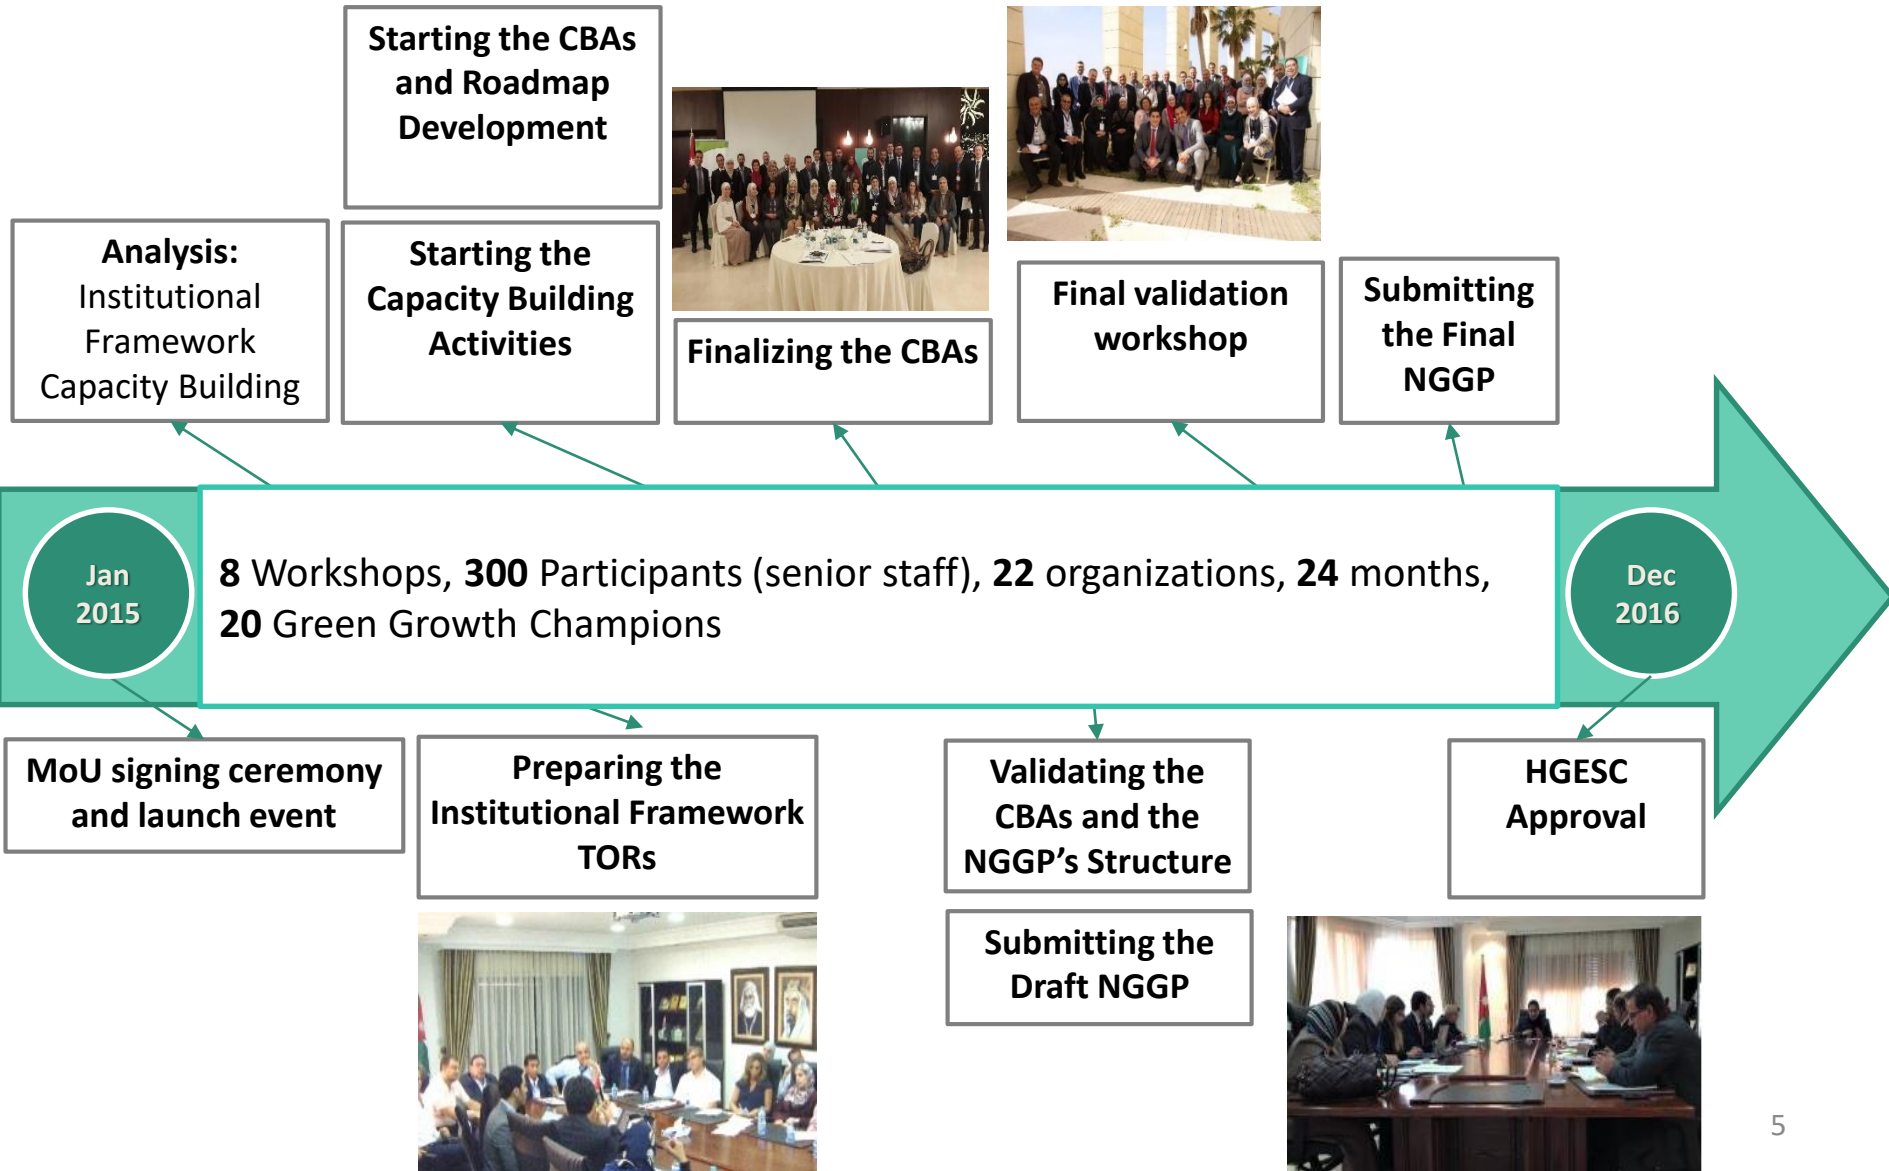 Starting the CBAs
and Roadmap
Development
Analysis:
Institutional
Framework
Capacity Building
Starting the
Capacity Building
Activities
Finalizing the CBAs
Final validation
workshop
Submitting
the Final
NGGP
Jan
2015
8 Workshops, 300 Participants (senior staff), 22 organizations, 24 months,
20 Green Growth Champions
Dec
2016
MoU signing ceremony
and launch event
Preparing the
Institutional Framework
TORs
Validating the
CBAs and the
NGGP’s Structure
Submitting the
Draft NGGP
HGESC
Approval
5